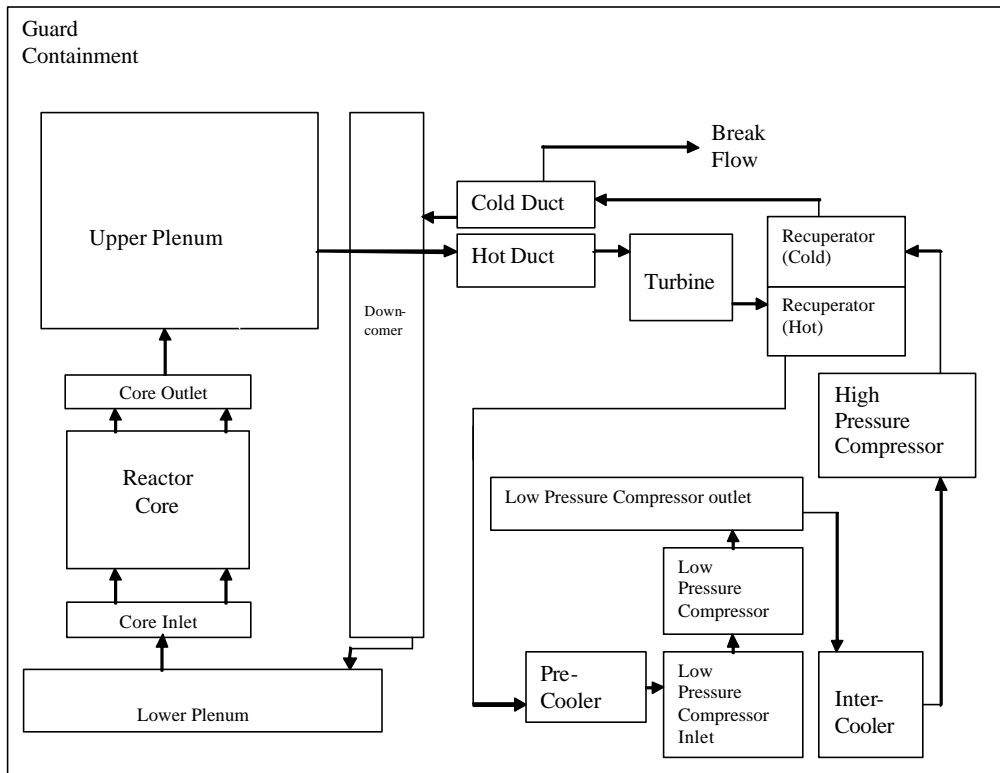 Guard
Containment
Upper Plenum
Down-
comer
Cold Duct
Break
Flow
Hot Duct
Turbine
Recuperator
(Cold)
Recuperator
(Hot)
Core Outlet
Reactor
Core
Core Inlet
Lower Plenum
High
Pressure
Compressor
Low Pressure Compressor outlet
Low
Pressure
Compressor
Pre-
Cooler
Low
Pressure
Compressor
Inlet
Inter-
Cooler